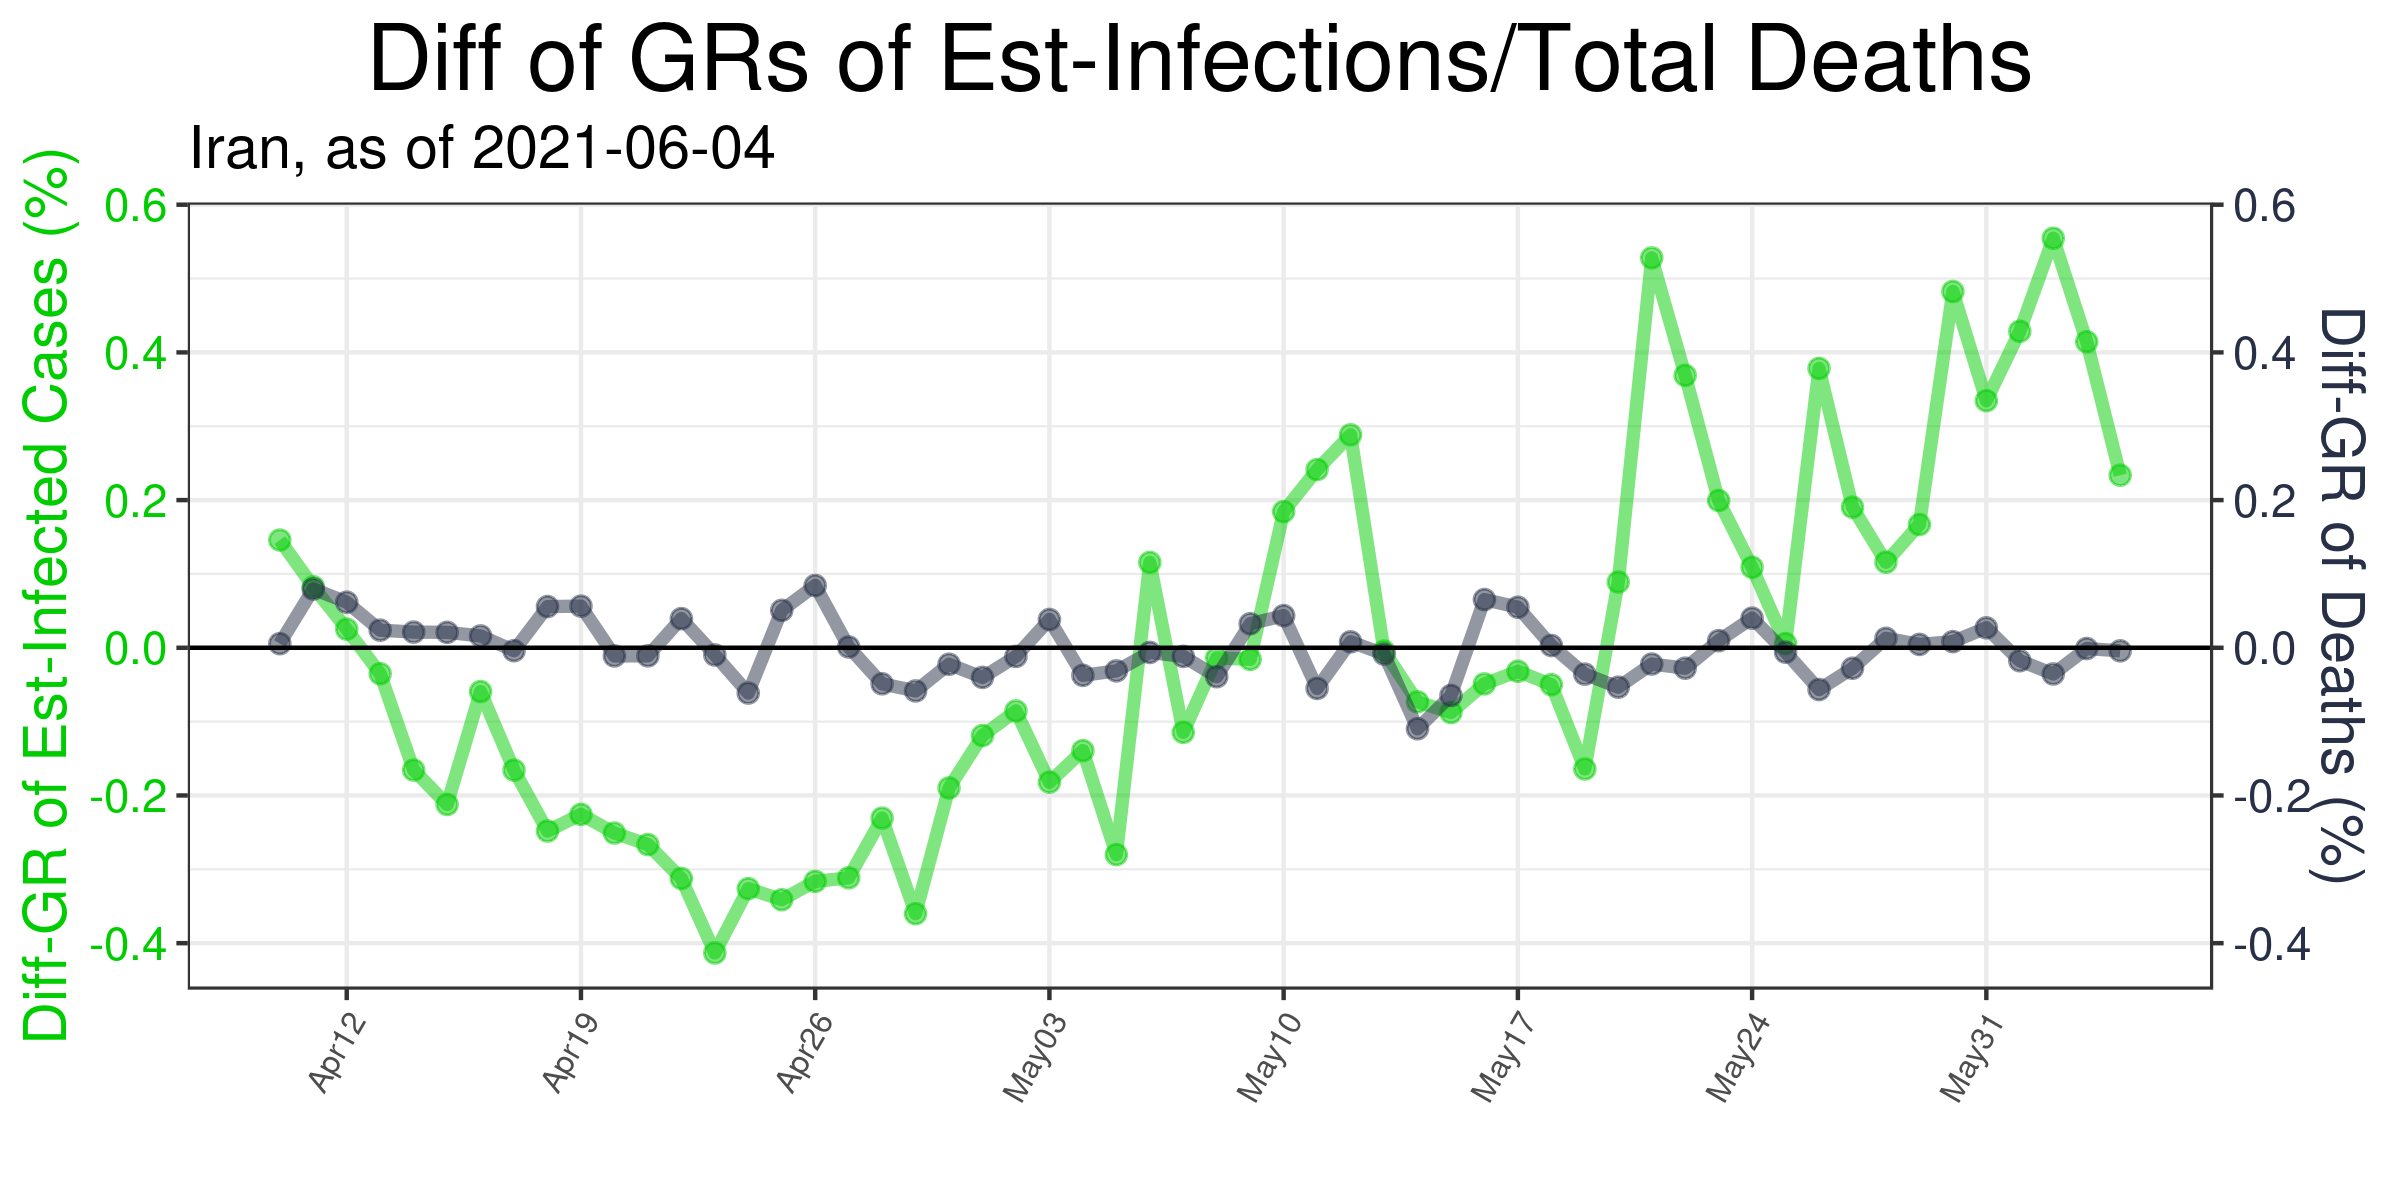 Diff of GRs of Est-Infections/Total Deaths
Iran, as of 2021-06-04
Diff-GR of Est-Infected Cases (%)
0.6
0.4
0.2
0.0
-0.2
-0.4
0.6
0.4
0.2
0.0
-0.2
-0.4
Diff-GR of Deaths (%)
Apr12
Apr19
Apr26
May03
May10
May17
May24
May31